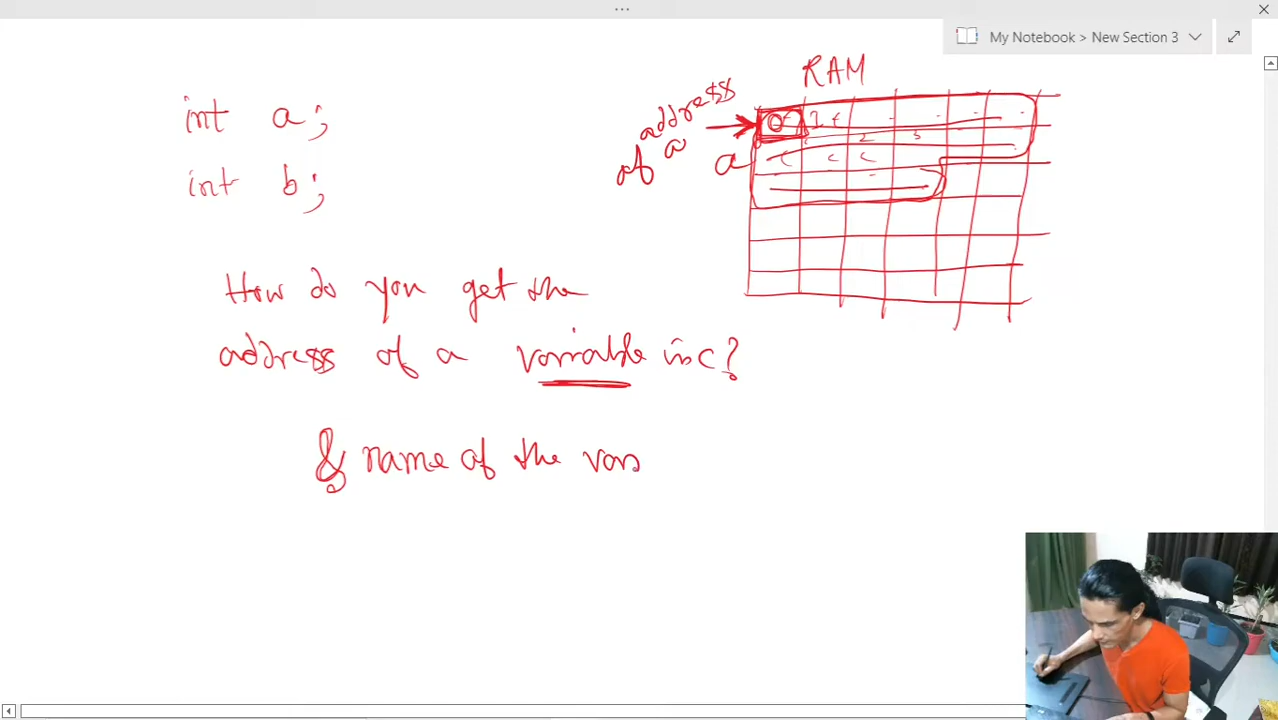 My Notebook > New Section 3
RAM
int a;
int b;
address
of a
a
How do you get the
address of a variable in c?
& name of the var